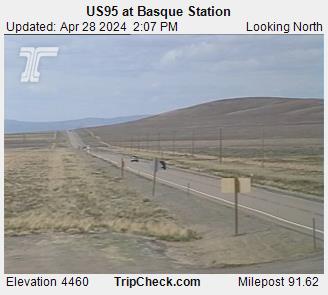 US95 at Basque Station
Updated: Apr 28 2024 2:07 PM Looking North
Elevation 4460 TripCheck.com Milepost 91.62